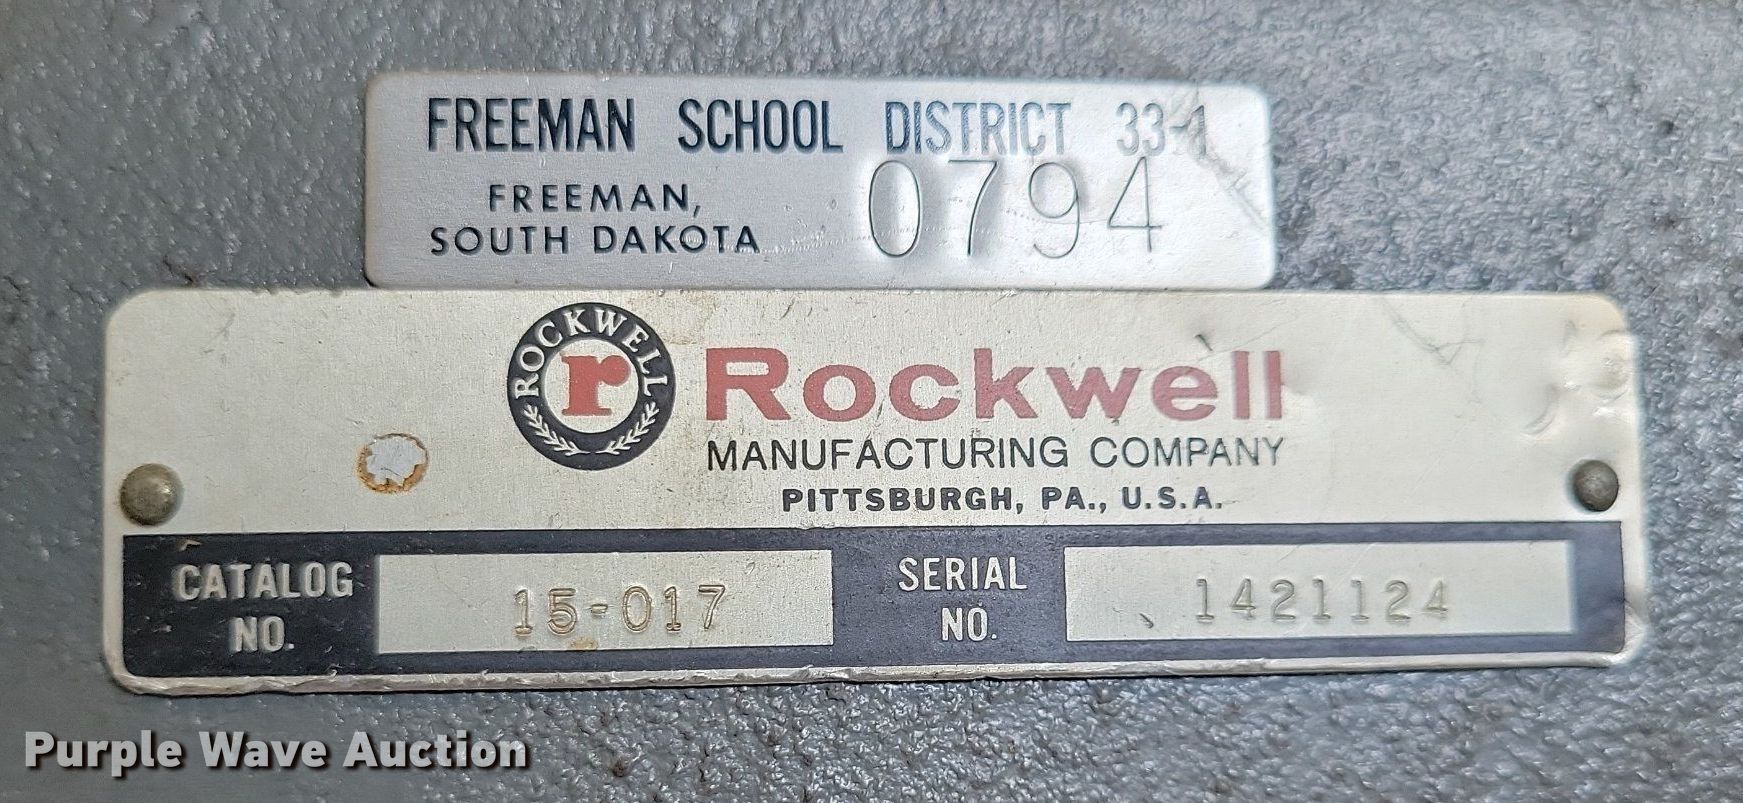 FREEMAN SCHOOL DISTRICT 33-1
FREEMAN,
SOUTH DAKOTA
0794
ROCKWELL
r
Rockwell
MANUFACTURING COMPANY
PITTSBURGH, PA., U.S.A.
CATALOG
NO.
15-017
SERIAL
NO.
1421124
Purple Wave Auction